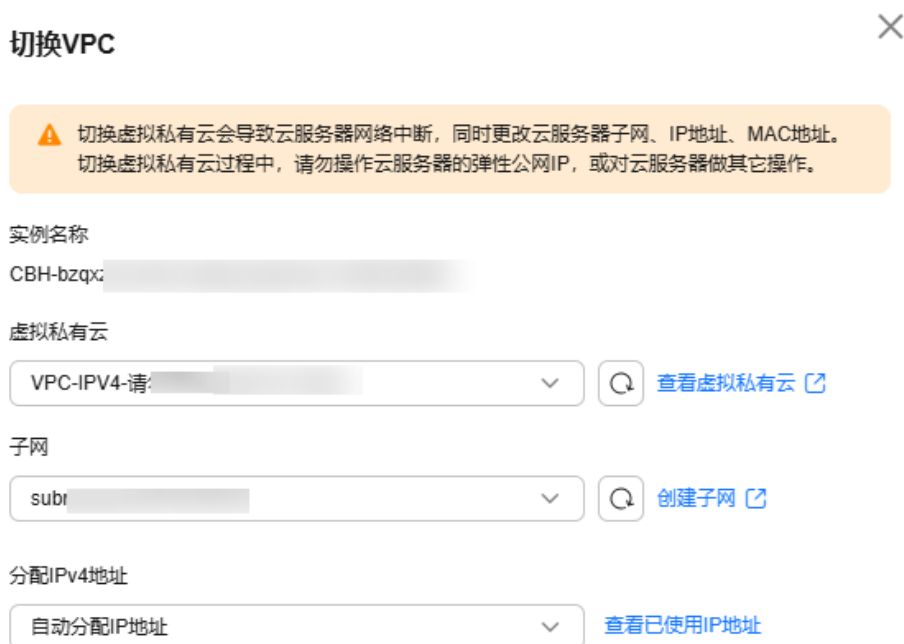 切换VPC
切换虚拟私有云会导致云服务器网络中断，同时更改云服务器子网、IP地址、MAC地址。
切换虚拟私有云过程中，请勿操作云服务器的弹性公网IP，或对云服务器做其它操作。
实例名称
CBH-bzqxz
虚拟私有云
VPC-IPV4-请 查看虚拟私有云
子网
subr 创建子网
分配IPv4地址
自动分配IP地址 查看已使用IP地址